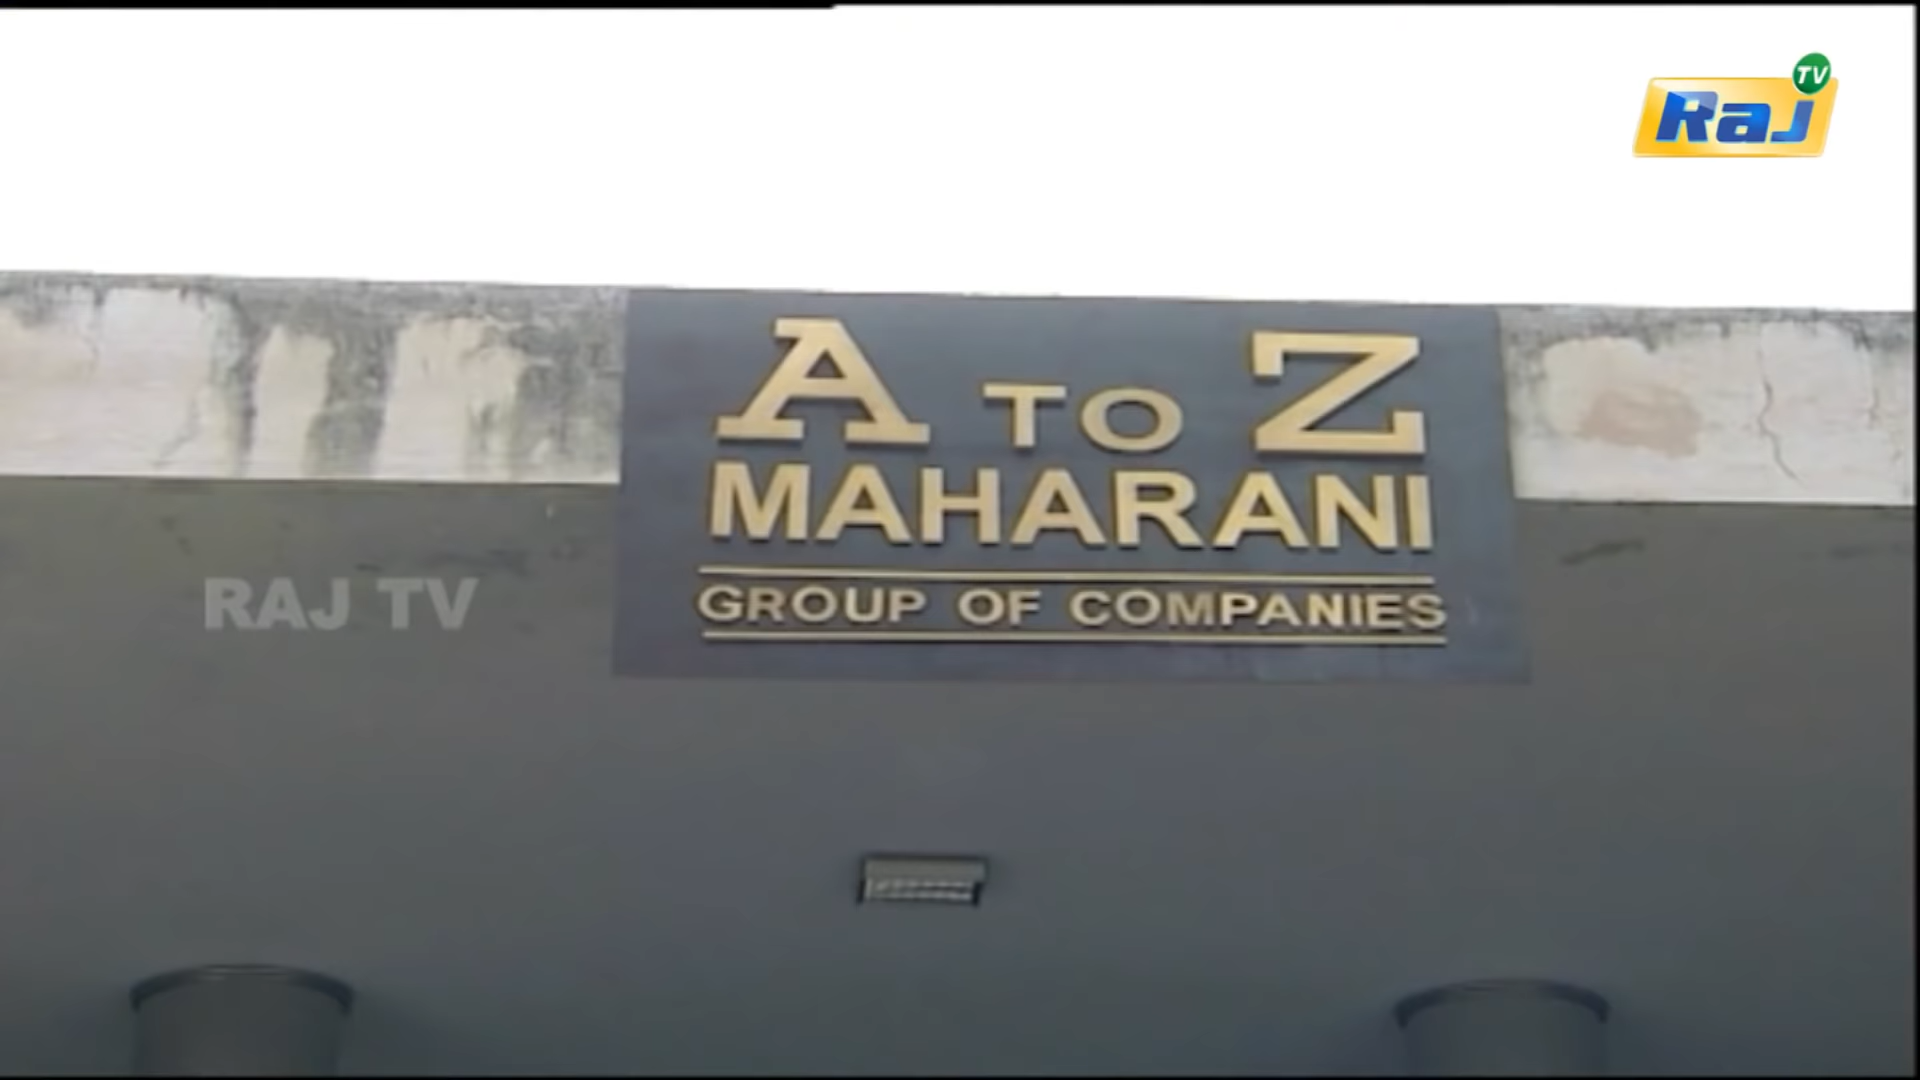 TV
Raj
A TO Z
MAHARANI
GROUP OF COMPANIES
RAJ TV